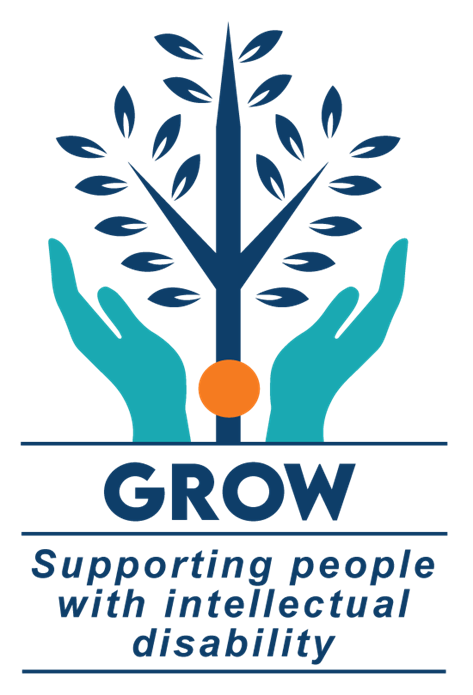 GROW
Supporting people
with intellectual
disability